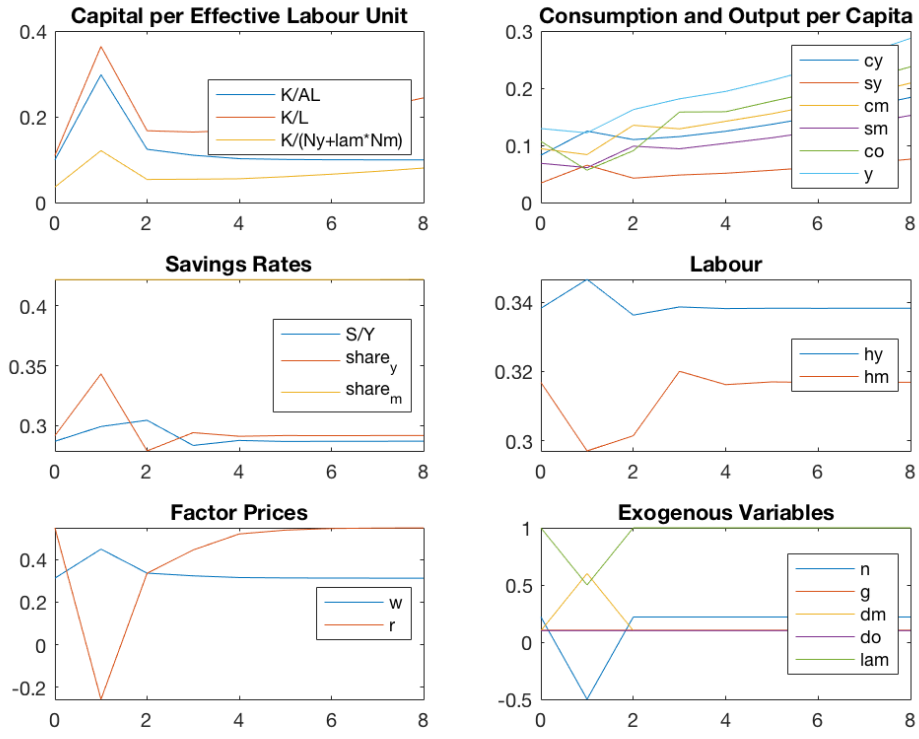 Capital per Effective Labour Unit
0.4
0.2
0
K/AL
K/L
K/(Ny+lam*Nm)
0 2 4 6 8
Consumption and Output per Capita
0.3
0.2
0.1
0
cy
sy
cm
sm
co
y
0 2 4 6 8
Savings Rates
0.4
0.35
0.3
S/Y
share_y
share_m
0 2 4 6 8
Labour
0.34
0.32
0.3
hy
hm
0 2 4 6 8
Factor Prices
0.4
0.2
0
-0.2
w
r
0 2 4 6 8
Exogenous Variables
1
0.5
0
-0.5
n
g
dm
do
lam
0 2 4 6 8